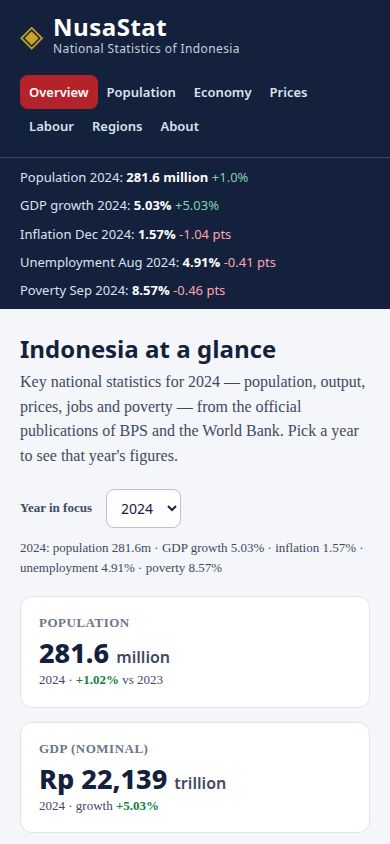 NusaStat
National Statistics of Indonesia
Overview Population Economy Prices
Labour Regions About
Population 2024: 281.6 million +1.0%
GDP growth 2024: 5.03% +5.03%
Inflation Dec 2024: 1.57% -1.04 pts
Unemployment Aug 2024: 4.91% -0.41 pts
Poverty Sep 2024: 8.57% -0.46 pts
Indonesia at a glance
Key national statistics for 2024 — population, output,
prices, jobs and poverty — from the official
publications of BPS and the World Bank. Pick a year
to see that year's figures.
Year in focus 2024
2024: population 281.6m · GDP growth 5.03% · inflation 1.57% ·
unemployment 4.91% · poverty 8.57%
POPULATION
281.6 million
2024 · +1.02% vs 2023
GDP (NOMINAL)
Rp 22,139 trillion
2024 · growth +5.03%